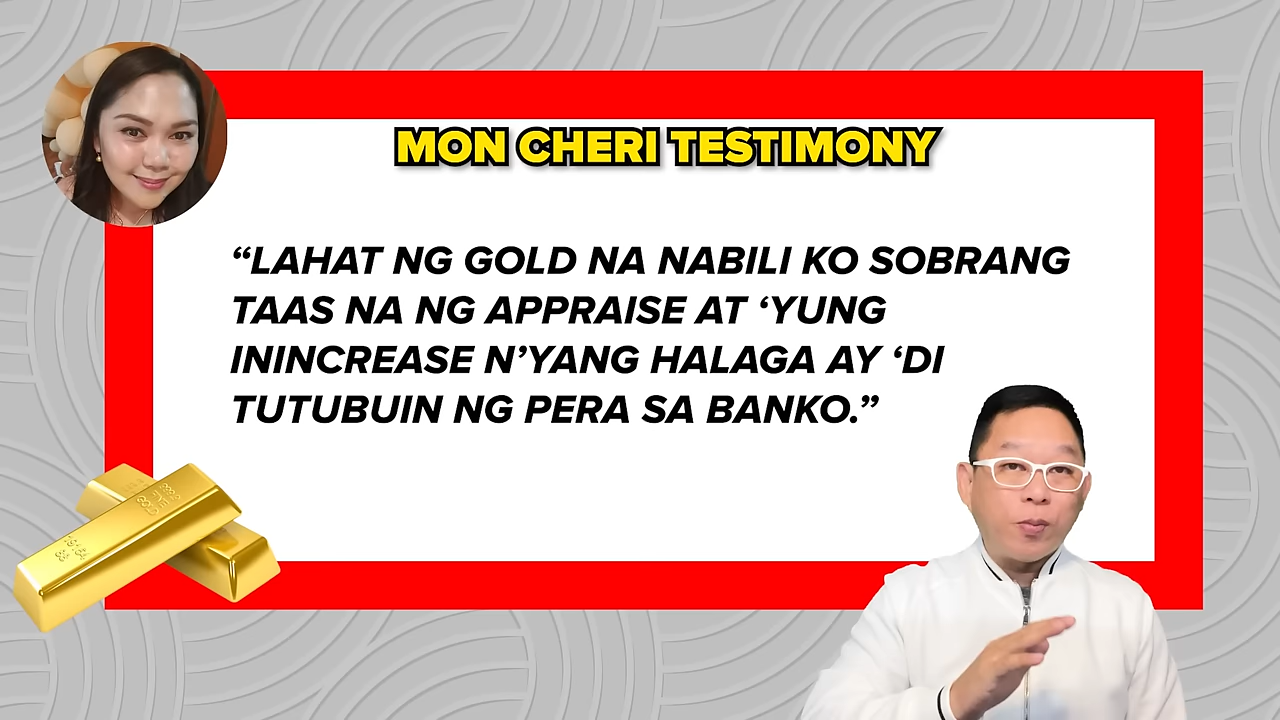 MON CHERI TESTIMONY
“LAHAT NG GOLD NA NABILI KO SOBRANG
TAAS NA NG APPRAISE AT ‘YUNG
ININCREASE N’YANG HALAGA AY ‘DI
TUTUBUIN NG PERA SA BANKO.”